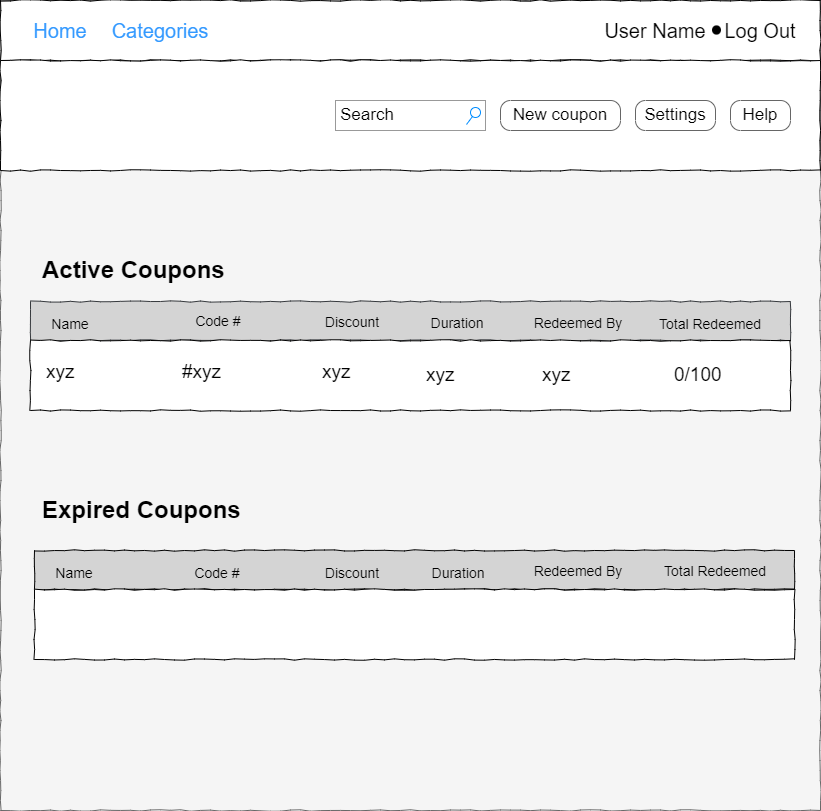 Home Categories User Name • Log Out
Search New coupon Settings Help
Active Coupons
Name Code # Discount Duration Redeemed By Total Redeemed
xyz #xyz xyz xyz xyz 0/100
Expired Coupons
Name Code # Discount Duration Redeemed By Total Redeemed